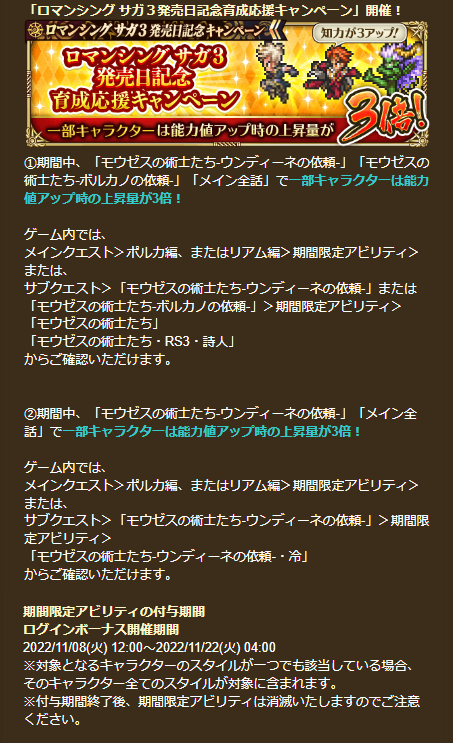 「ロマンシング サガ３発売日記念育成応援キャンペーン」開催！
ロマンシング サガ3 発売日記念キャンペーン
知力が3アップ！
ロマンシング サガ3
発売日記念
育成応援キャンペーン
一部キャラクターは能力値アップ時の上昇量が
3倍！
①期間中、「モウゼスの術士たち-ウンディーネの依頼-」「モウゼスの
術士たち-ボルカノの依頼-」「メイン全話」で一部キャラクターは能力
値アップ時の上昇量が3倍！
ゲーム内では、
メインクエスト＞ポルカ編、またはリアム編＞期間限定アビリティ＞
または、
サブクエスト＞「モウゼスの術士たち-ウンディーネの依頼-」または
「モウゼスの術士たち-ボルカノの依頼-」＞期間限定アビリティ＞
「モウゼスの術士たち」
「モウゼスの術士たち・RS3・詩人」
からご確認いただけます。
②期間中、「モウゼスの術士たち-ウンディーネの依頼-」「メイン全
話」で一部キャラクターは能力値アップ時の上昇量が3倍！
ゲーム内では、
メインクエスト＞ポルカ編、またはリアム編＞期間限定アビリティ＞
または、
サブクエスト＞「モウゼスの術士たち-ウンディーネの依頼-」＞期間限
定アビリティ＞
「モウゼスの術士たち-ウンディーネの依頼-・冷」
からご確認いただけます。
期間限定アビリティの付与期間
ログインボーナス開催期間
2022/11/08(火) 12:00～2022/11/22(火) 04:00
※対象となるキャラクターのスタイルが一つでも該当している場合、
そのキャラクター全てのスタイルが対象に含まれます。
※付与期間終了後、期間限定アビリティは消滅いたしますのでご注意
ください。